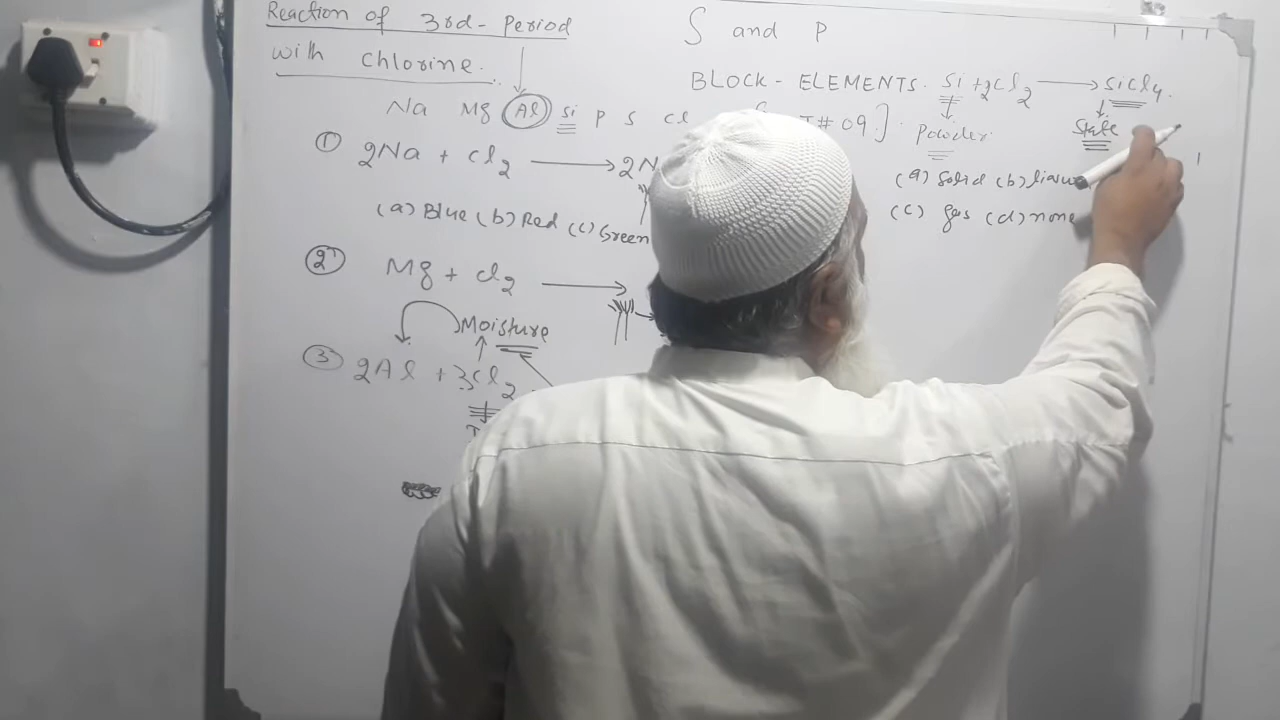 Reaction of 3rd-Period
with chlorine.
Na Mg Al si P S Cl
① 2Na + Cl2 → 2N
(a) Blue (b) Red (c) Green
② Mg + Cl2 →
Moisture
③ 2Al + 3Cl2
S and P
BLOCK - ELEMENTS.
# 09]
Si + 2Cl2 → SiCl4.
Powder State
(a) Solid (b)
(c) gas (d) none